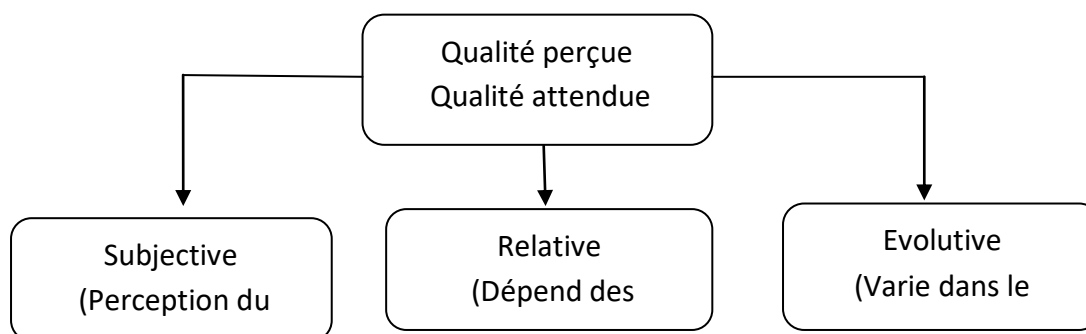 Qualité perçue
Qualité attendue
Subjective
(Perception du
Relative
(Dépend des
Evolutive
(Varie dans le